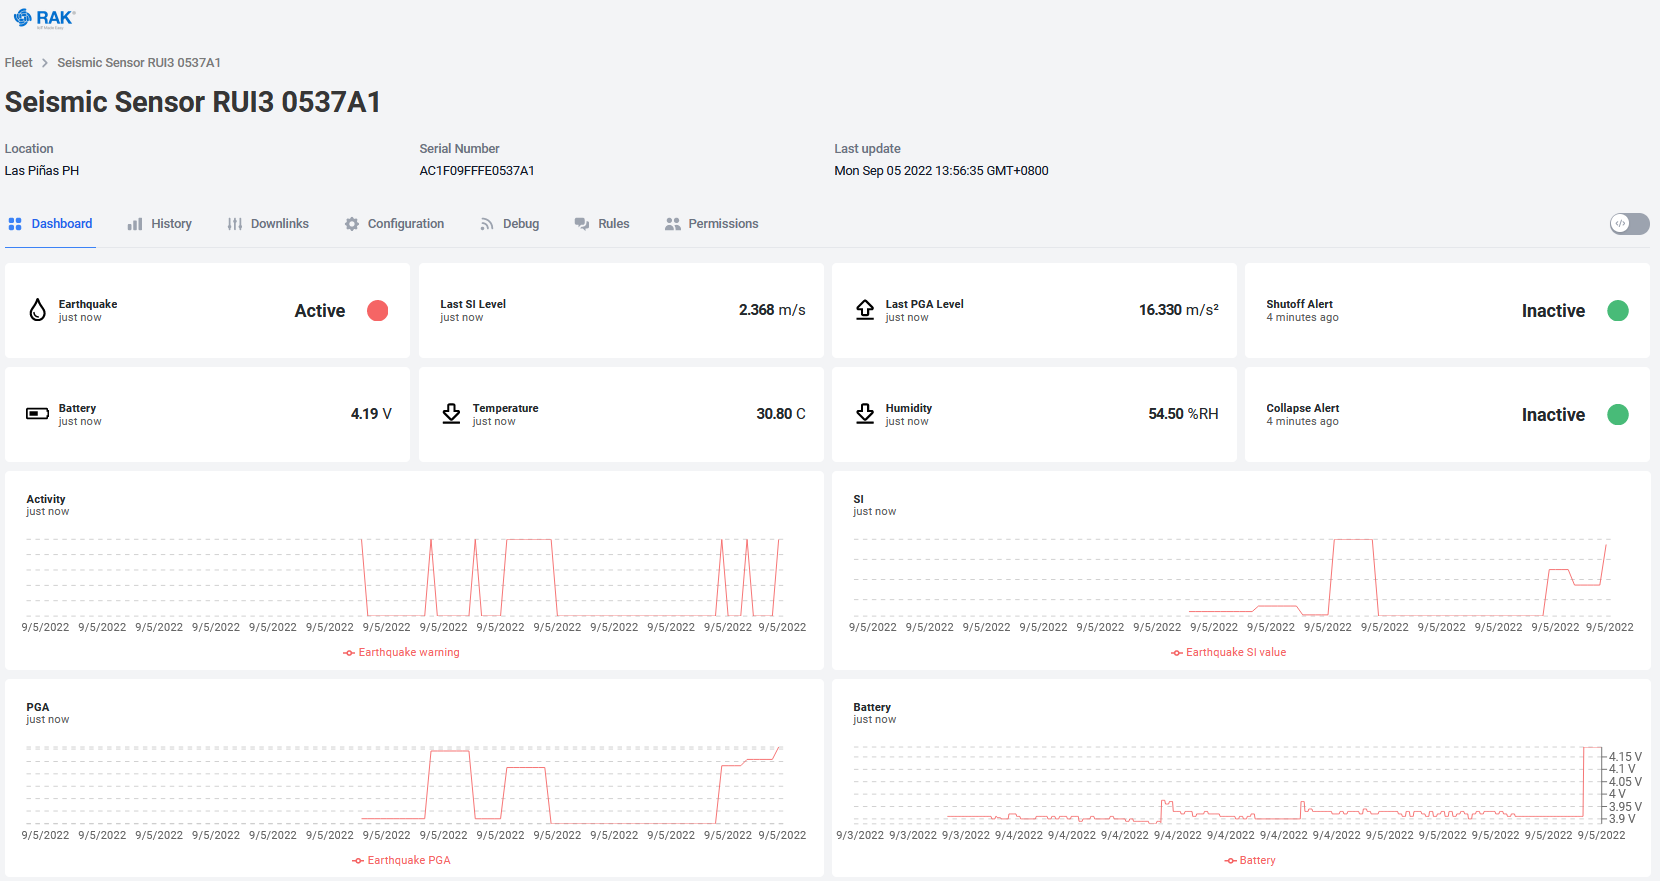 RAK®
IoT Made Easy
Fleet > Seismic Sensor RUI3 0537A1
Seismic Sensor RUI3 0537A1
Location
Las Piñas PH
Serial Number
AC1F09FFFE0537A1
Last update
Mon Sep 05 2022 13:56:35 GMT+0800
Dashboard History Downlinks Configuration Debug Rules Permissions
</>
Earthquake
just now
Active
Last SI Level
just now
2.368 m/s
Last PGA Level
just now
16.330 m/s²
Shutoff Alert
4 minutes ago
Inactive
Battery
just now
4.19 V
Temperature
just now
30.80 C
Humidity
just now
54.50 %RH
Collapse Alert
4 minutes ago
Inactive
Activity
just now
9/5/2022 9/5/2022 9/5/2022 9/5/2022 9/5/2022 9/5/2022 9/5/2022 9/5/2022 9/5/2022 9/5/2022 9/5/2022 9/5/2022 9/5/2022 9/5/2022
Earthquake warning
SI
just now
9/5/2022 9/5/2022 9/5/2022 9/5/2022 9/5/2022 9/5/2022 9/5/2022 9/5/2022 9/5/2022 9/5/2022 9/5/2022 9/5/2022 9/5/2022 9/5/2022
Earthquake SI value
PGA
just now
9/5/2022 9/5/2022 9/5/2022 9/5/2022 9/5/2022 9/5/2022 9/5/2022 9/5/2022 9/5/2022 9/5/2022 9/5/2022 9/5/2022 9/5/2022 9/5/2022
Earthquake PGA
Battery
just now
4.15 V
4.1 V
4.05 V
4 V
3.95 V
3.9 V
9/3/2022 9/3/2022 9/3/2022 9/4/2022 9/4/2022 9/4/2022 9/4/2022 9/4/2022 9/4/2022 9/4/2022 9/5/2022 9/5/2022 9/5/2022 9/5/2022 9/5/2022
Battery